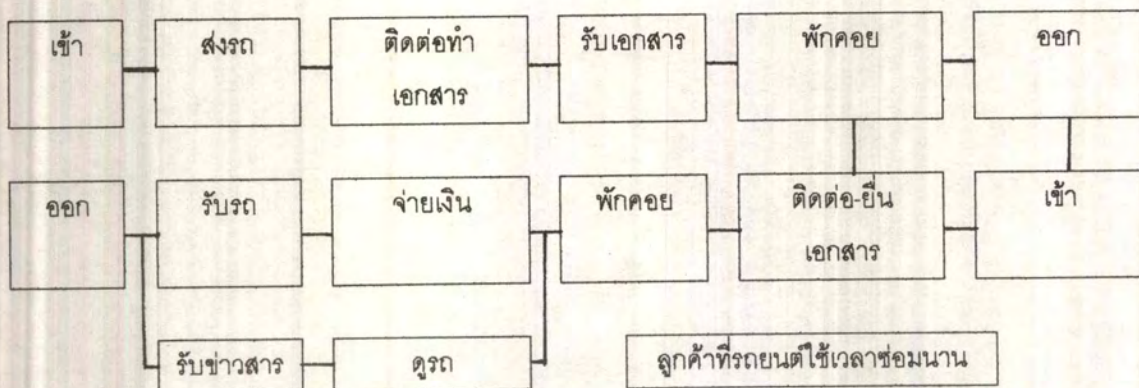 เข้า
ส่งรถ
ติดต่อทำ
เอกสาร
รับเอกสาร
พักคอย
ออก
ออก
รับรถ
จ่ายเงิน
พักคอย
ติดต่อ-ยื่น
เอกสาร
เข้า
รับข่าวสาร
ดูรถ
ลูกค้าที่รถยนต์ใช้เวลาซ่อมนาน